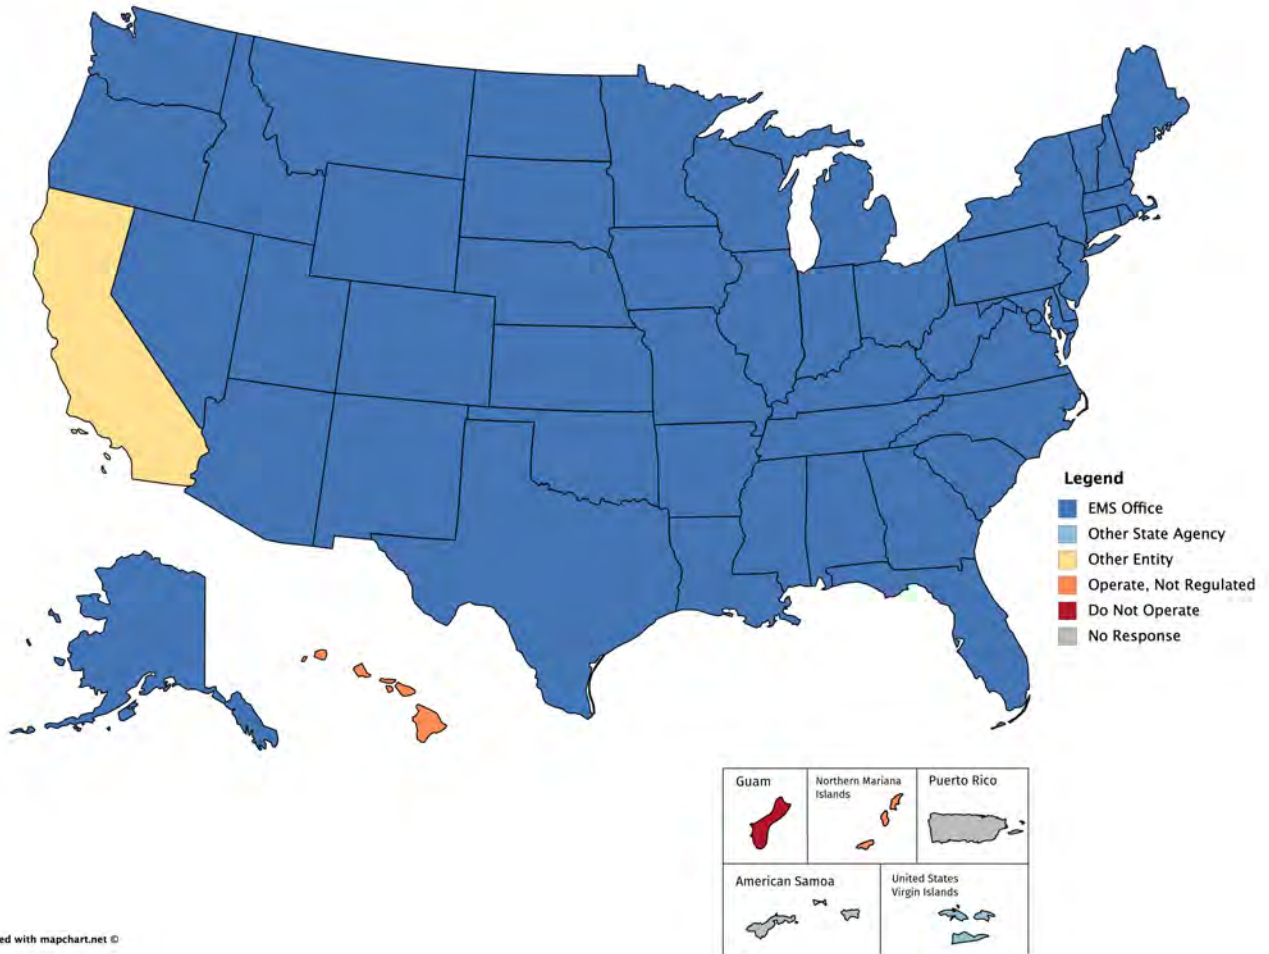 Legend
EMS Office
Other State Agency
Other Entity
Operate, Not Regulated
Do Not Operate
No Response
Guam
Northern Mariana
Islands
Puerto Rico
American Samoa
United States
Virgin Islands
ed with mapchart.net ©